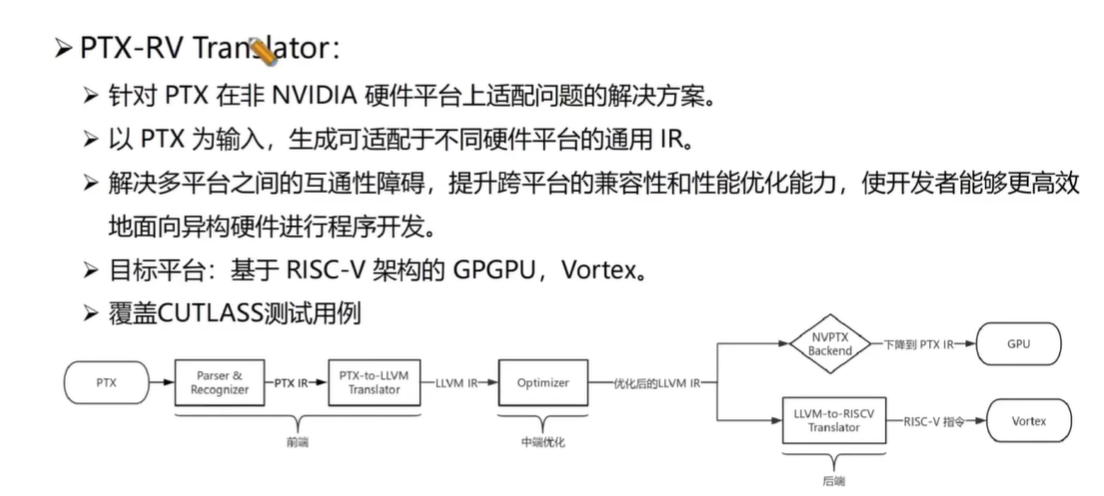 ➢ PTX-RV Translator：
➢ 针对 PTX 在非 NVIDIA 硬件平台上适配问题的解决方案。
➢ 以 PTX 为输入，生成可适配于不同硬件平台的通用 IR。
➢ 解决多平台之间的互通性障碍，提升跨平台的兼容性和性能优化能力，使开发者能够更高效
地面向异构硬件进行程序开发。
➢ 目标平台：基于 RISC-V 架构的 GPGPU，Vortex。
➢ 覆盖CUTLASS测试用例
PTX
Parser &
Recognizer
PTX IR
PTX-to-LLVM
Translator
LLVM IR
Optimizer
优化后的LLVM IR
NVPTX
Backend
下降到 PTX IR
GPU
LLVM-to-RISCV
Translator
RISC-V 指令
Vortex
前端
中端优化
后端